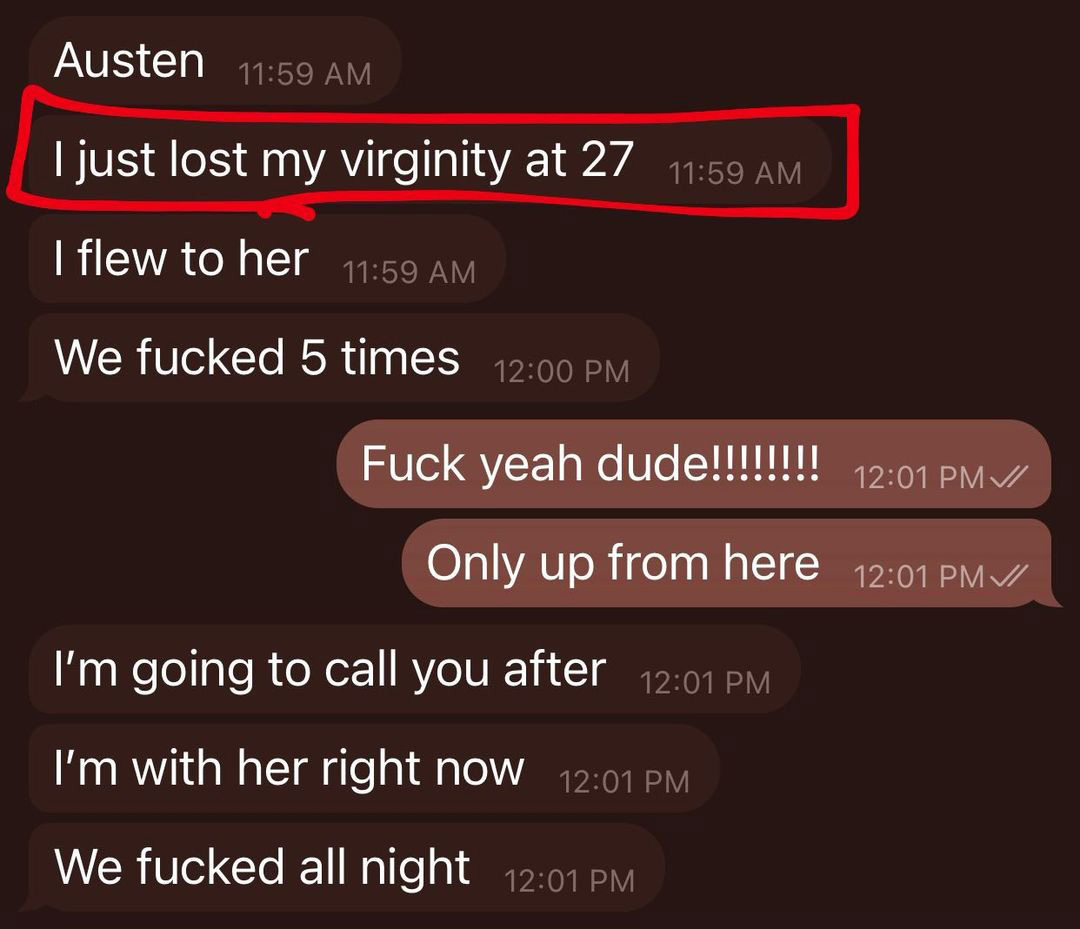 Austen 11:59 AM
I just lost my virginity at 27 11:59 AM
I flew to her 11:59 AM
We fucked 5 times 12:00 PM
Fuck yeah dude!!!!!!!! 12:01 PM
Only up from here 12:01 PM
I’m going to call you after 12:01 PM
I’m with her right now 12:01 PM
We fucked all night 12:01 PM